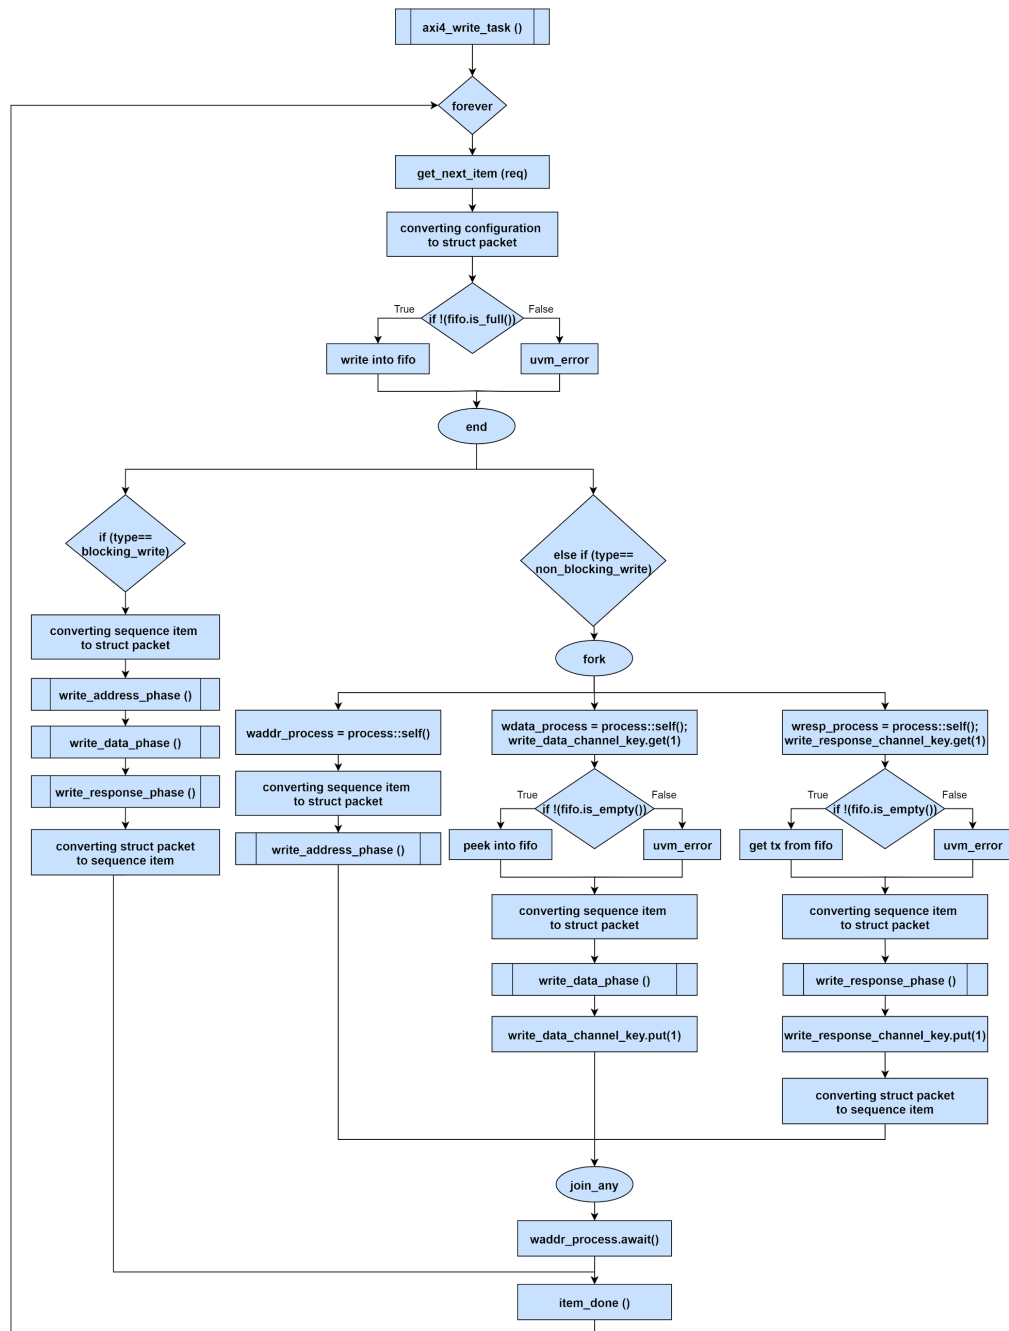 axi4_write_task ()
forever
get_next_item (req)
converting configuration
to struct packet
if !(fifo.is_full())
True
False
write into fifo
uvm_error
end
if (type==
blocking_write)
else if (type==
non_blocking_write)
converting sequence item
to struct packet
write_address_phase ()
write_data_phase ()
write_response_phase ()
converting struct packet
to sequence item
fork
waddr_process = process::self()
converting sequence item
to struct packet
write_address_phase ()
wdata_process = process::self();
write_data_channel_key.get(1)
if !(fifo.is_empty())
True
False
peek into fifo
uvm_error
converting sequence item
to struct packet
write_data_phase ()
write_data_channel_key.put(1)
wresp_process = process::self();
write_response_channel_key.get(1)
if !(fifo.is_empty())
True
False
get tx from fifo
uvm_error
converting sequence item
to struct packet
write_response_phase ()
write_response_channel_key.put(1)
converting struct packet
to sequence item
join_any
waddr_process.await()
item_done ()